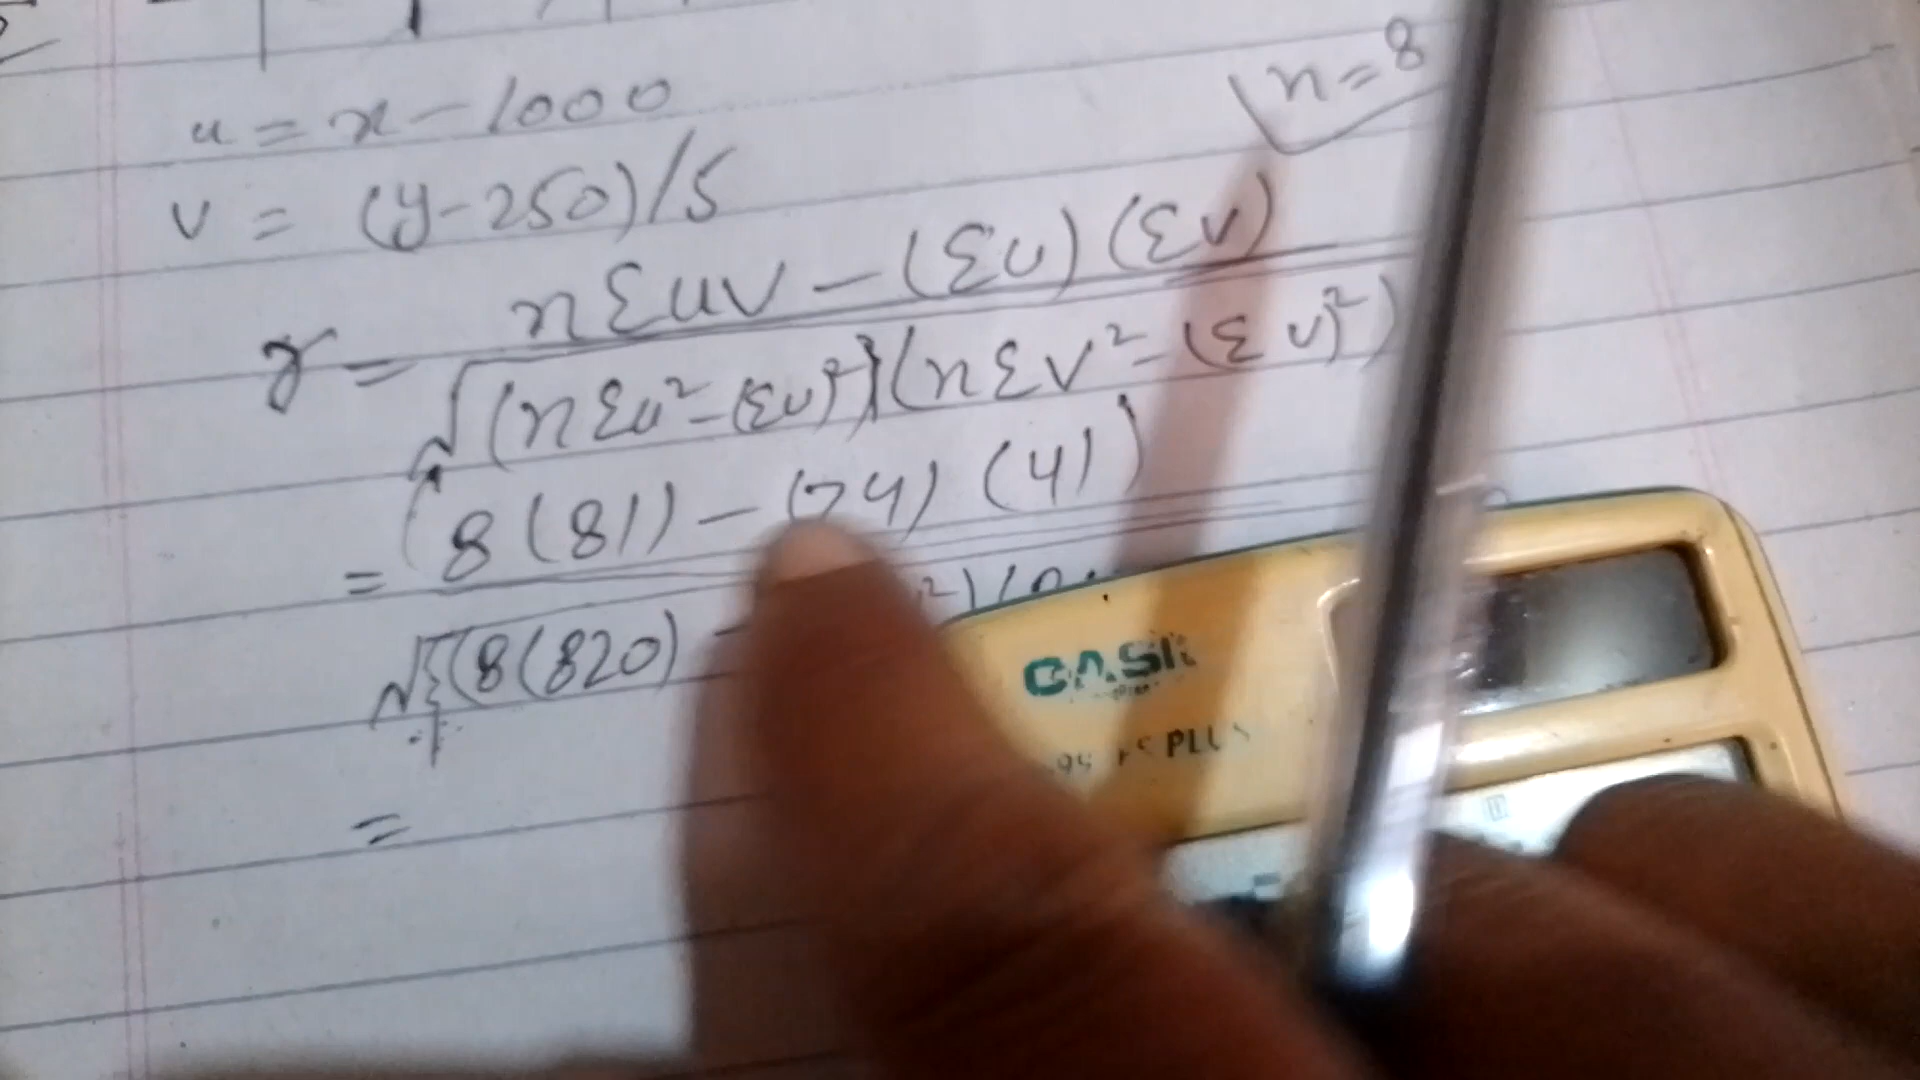 n=8
u = x - 1000
v = (y-250)/5
r = nΣuv - (Σu)(Σv)
√(nΣu²-(Σu)²)(nΣv²-(Σv)²)
= 8(81) - (74)(41)
√{(8(820) -
=
CASIO
PLUS